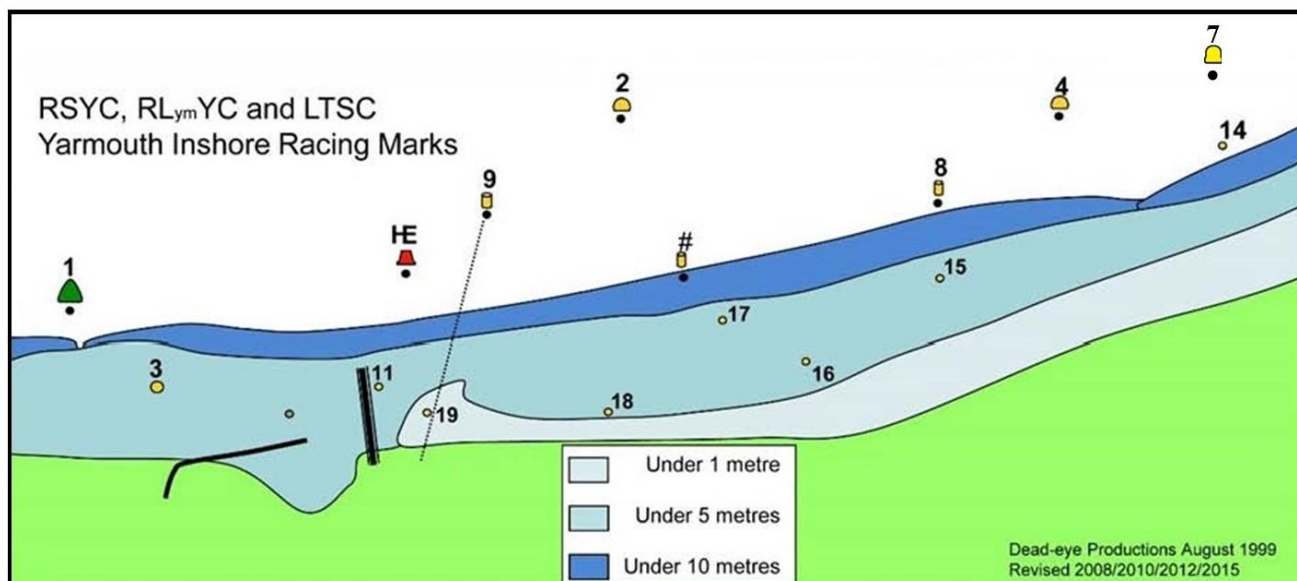 7
2
4
RSYC, RLymYC and LTSC
Yarmouth Inshore Racing Marks
14
9
8
HE
#
1
15
17
3
11
16
19
18
Under 1 metre
Under 5 metres
Under 10 metres
Dead-eye Productions August 1999
Revised 2008/2010/2012/2015